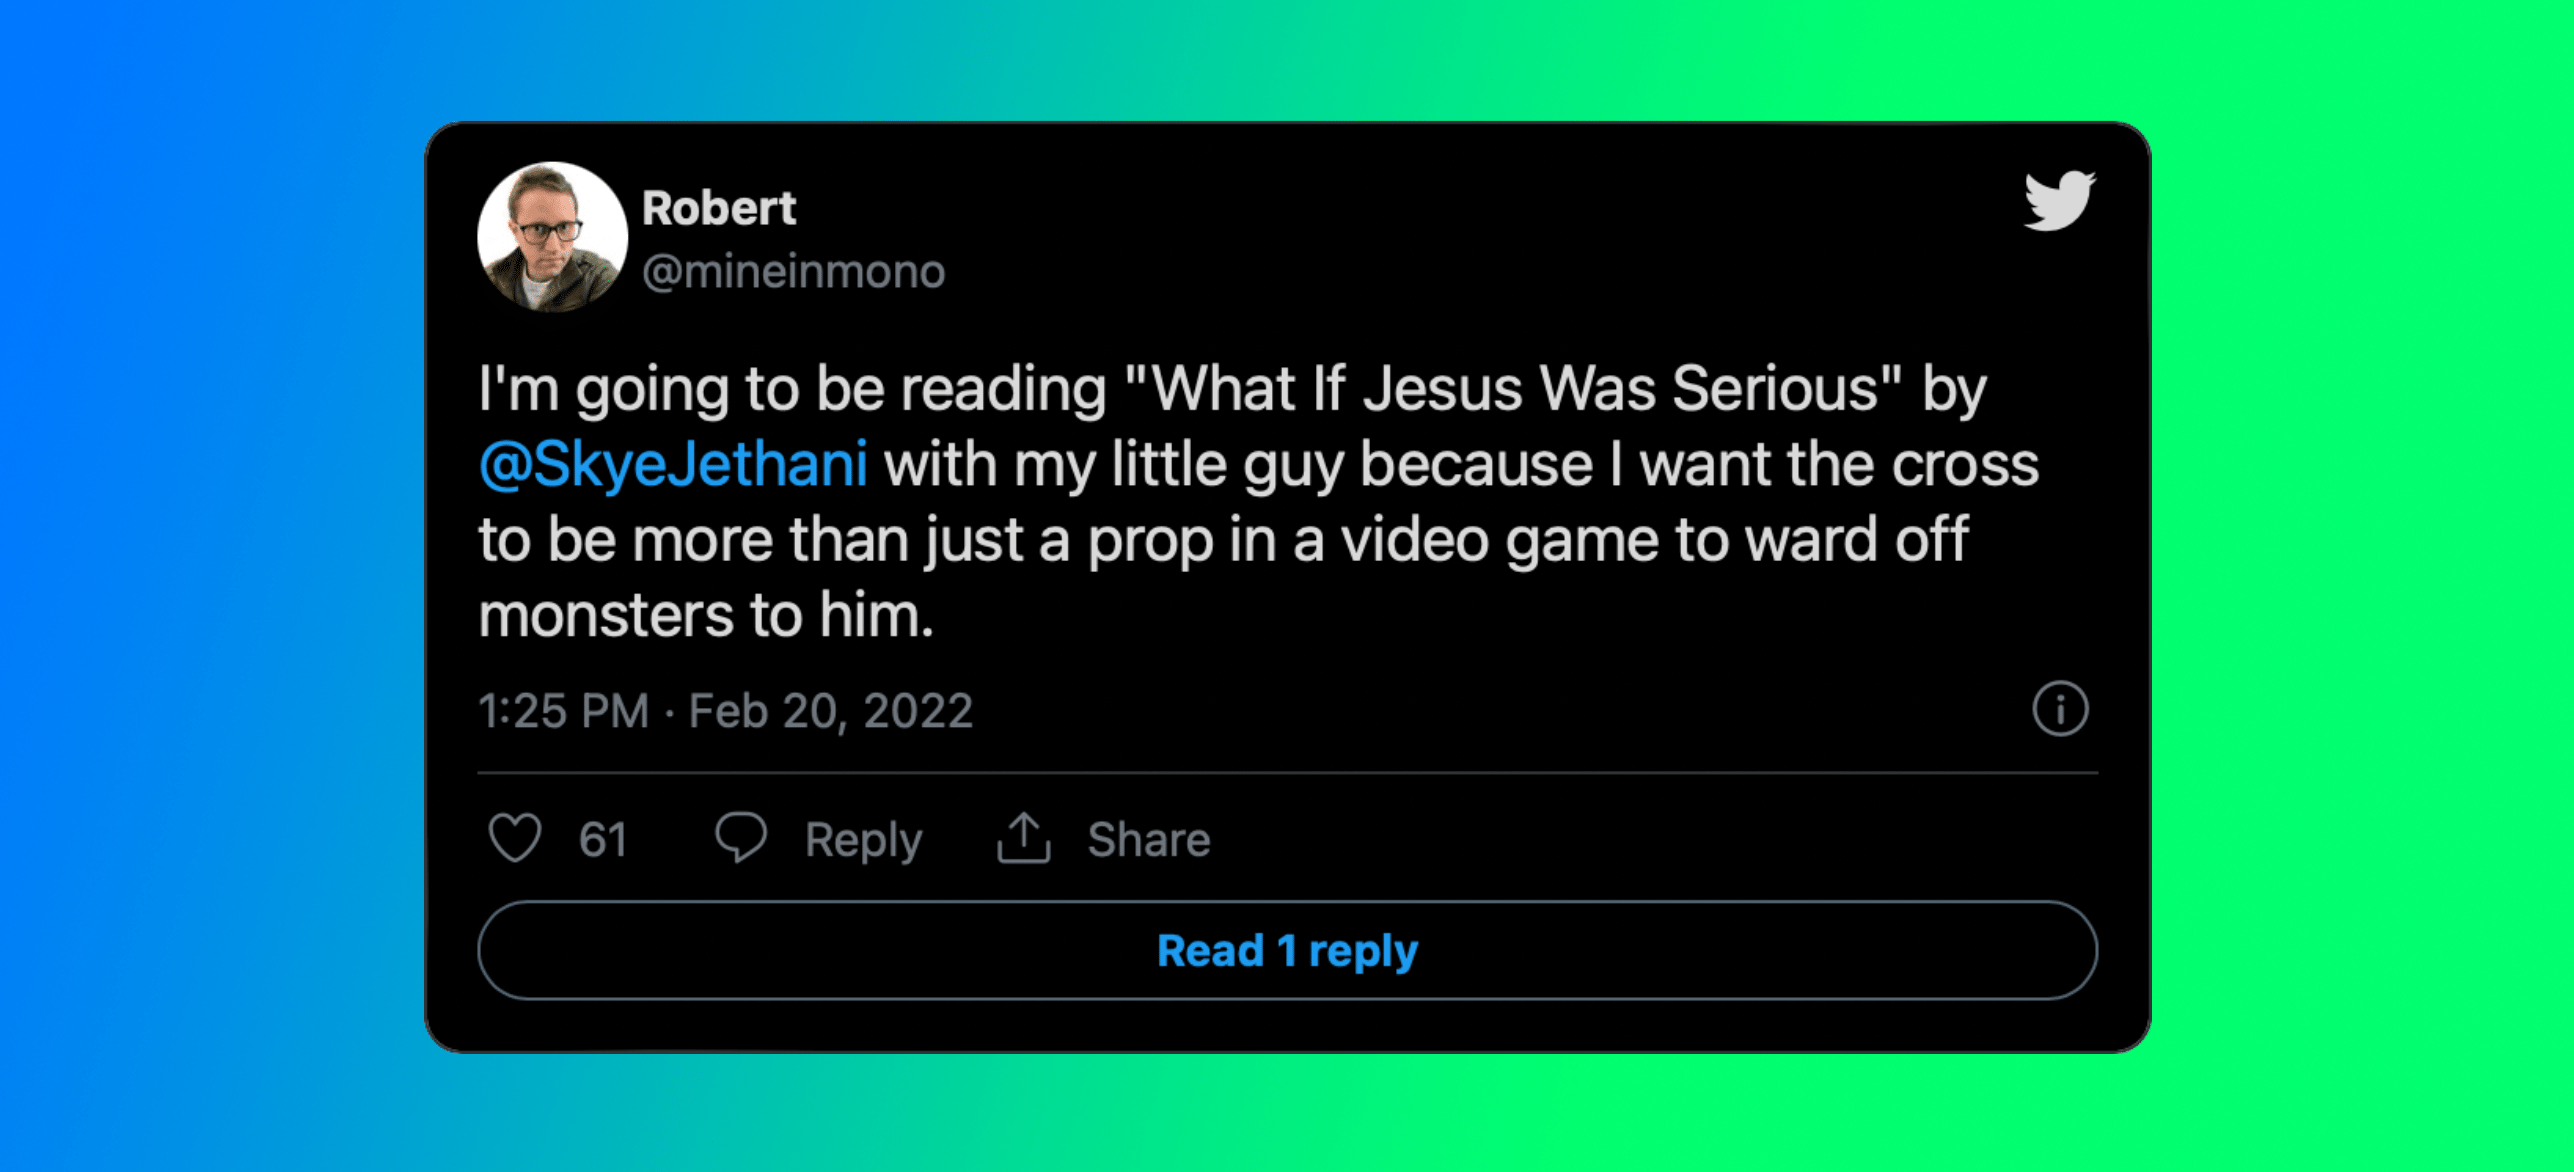 Robert
@mineinmono
I'm going to be reading "What If Jesus Was Serious" by
@SkyeJethani with my little guy because I want the cross
to be more than just a prop in a video game to ward off
monsters to him.
1:25 PM · Feb 20, 2022
61 Reply Share
Read 1 reply